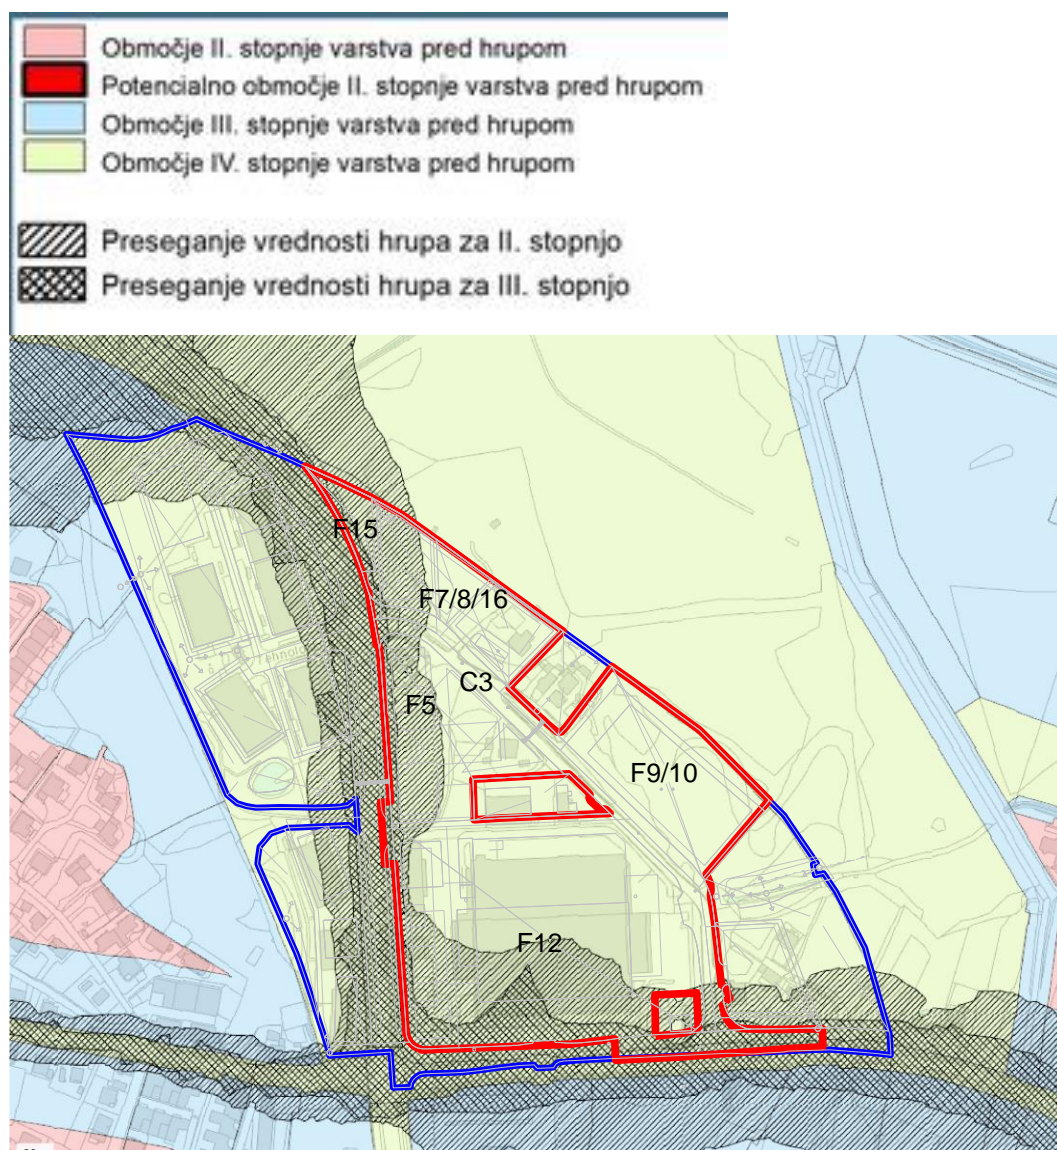 Območje II. stopnje varstva pred hrupom
Potencialno območje II. stopnje varstva pred hrupom
Območje III. stopnje varstva pred hrupom
Območje IV. stopnje varstva pred hrupom
Preseganje vrednosti hrupa za II. stopnjo
Preseganje vrednosti hrupa za III. stopnjo
F15
F7/8/16
C3
F5
F9/10
F12